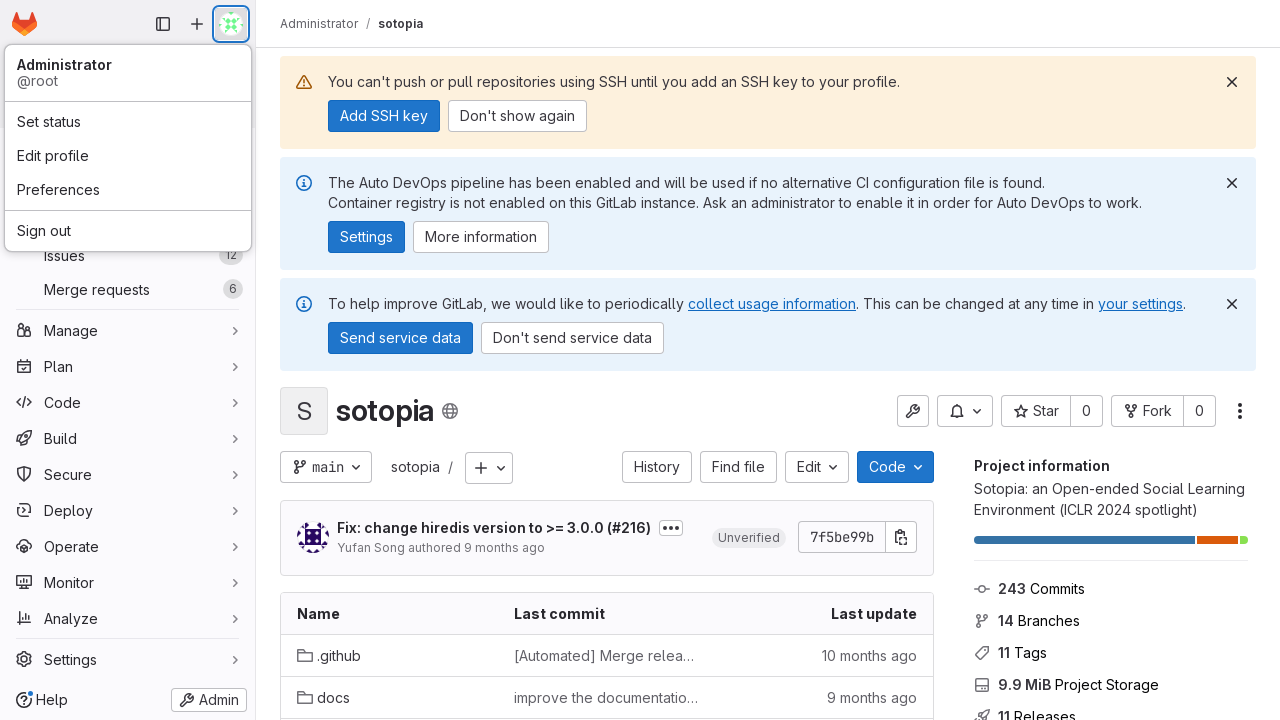 Administrator
@root
Set status
Edit profile
Preferences
Sign out
Issues 12
Merge requests 6
Manage
Plan
Code
Build
Secure
Deploy
Operate
Monitor
Analyze
Settings
Help
Admin
Administrator / sotopia
You can't push or pull repositories using SSH until you add an SSH key to your profile.
Add SSH key Don't show again
The Auto DevOps pipeline has been enabled and will be used if no alternative CI configuration file is found.
Container registry is not enabled on this GitLab instance. Ask an administrator to enable it in order for Auto DevOps to work.
Settings More information
To help improve GitLab, we would like to periodically collect usage information. This can be changed at any time in your settings.
Send service data Don't send service data
S sotopia
Star 0 Fork 0
main sotopia / History Find file Edit Code
Fix: change hiredis version to >= 3.0.0 (#216)
Yufan Song authored 9 months ago
Unverified 7f5be99b
Name Last commit Last update
.github [Automated] Merge relea… 10 months ago
docs improve the documentatio… 9 months ago
Project information
Sotopia: an Open-ended Social Learning
Environment (ICLR 2024 spotlight)
243 Commits
14 Branches
11 Tags
9.9 MiB Project Storage
11 Releases